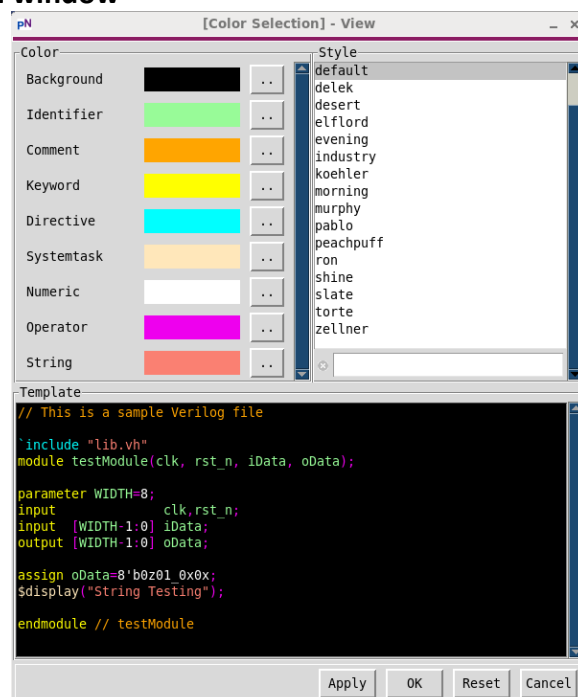 PN [Color Selection] - View
Color
Background ..
Identifier ..
Comment ..
Keyword ..
Directive ..
Systemtask ..
Numeric ..
Operator ..
String ..
Style
default
delek
desert
elflord
evening
industry
koehler
morning
murphy
pablo
peachpuff
ron
shine
slate
torte
zellner
Template
// This is a sample Verilog file
`include "lib.vh"
module testModule(clk, rst_n, iData, oData);
parameter WIDTH=8;
input clk,rst_n;
input [WIDTH-1:0] iData;
output [WIDTH-1:0] oData;
assign oData=8'b0z01_0x0x;
$display("String Testing");
endmodule // testModule
Apply OK Reset Cancel